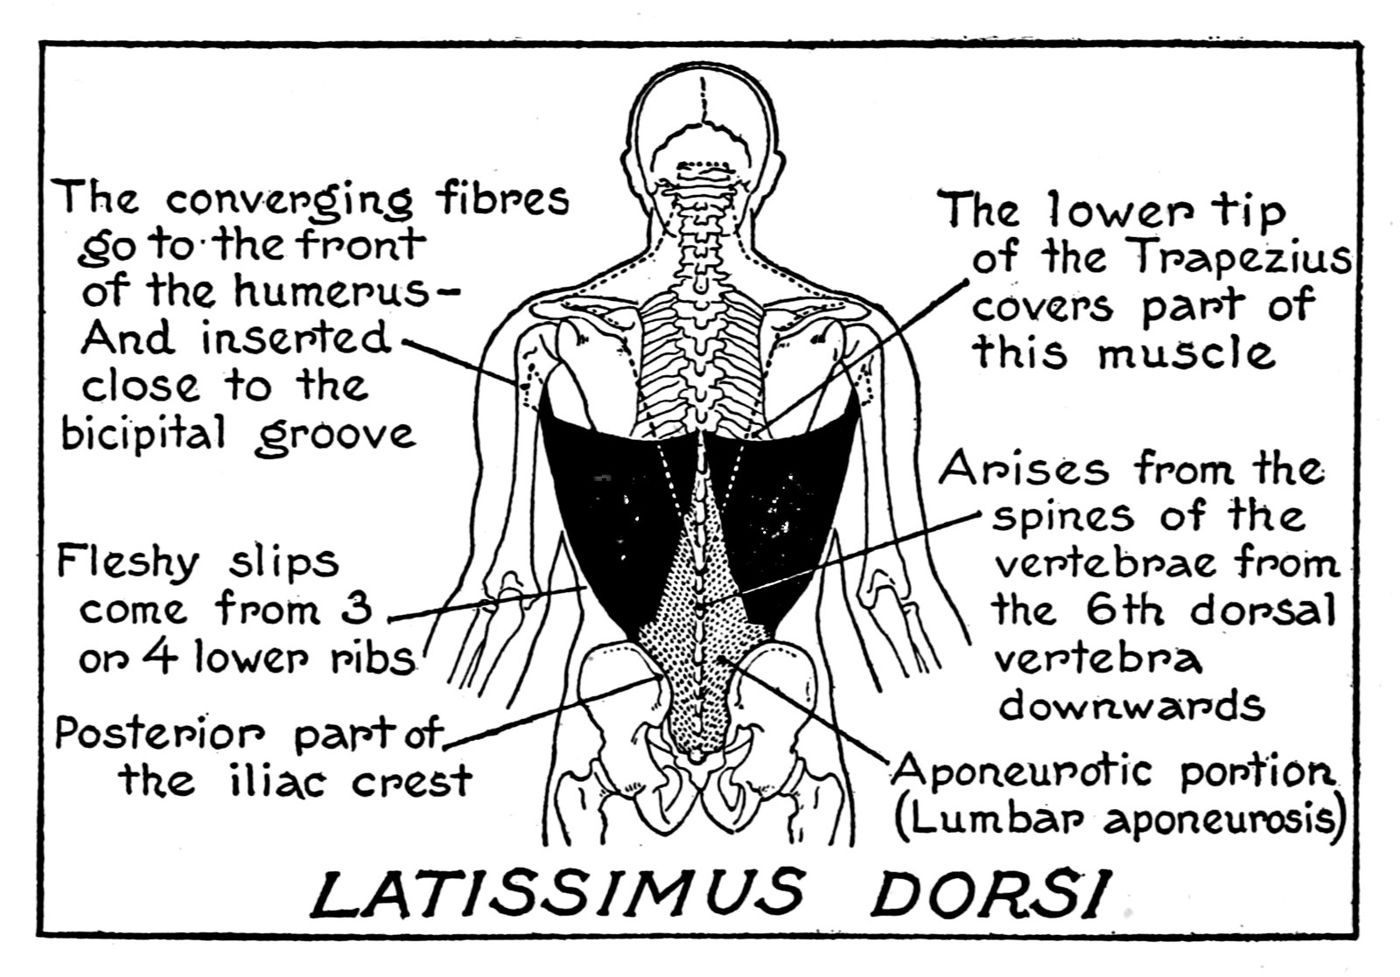 The converging fibres
go to the front
of the humerus-
And inserted
close to the
bicipital groove
Fleshy slips
come from 3
or 4 lower ribs
Posterior part of
the iliac crest
The lower tip
of the Trapezius
covers part of
this muscle
Arises from the
spines of the
vertebrae from
the 6th dorsal
vertebra
downwards
Aponeurotic portion
(Lumbar aponeurosis)
LATISSIMUS DORSI